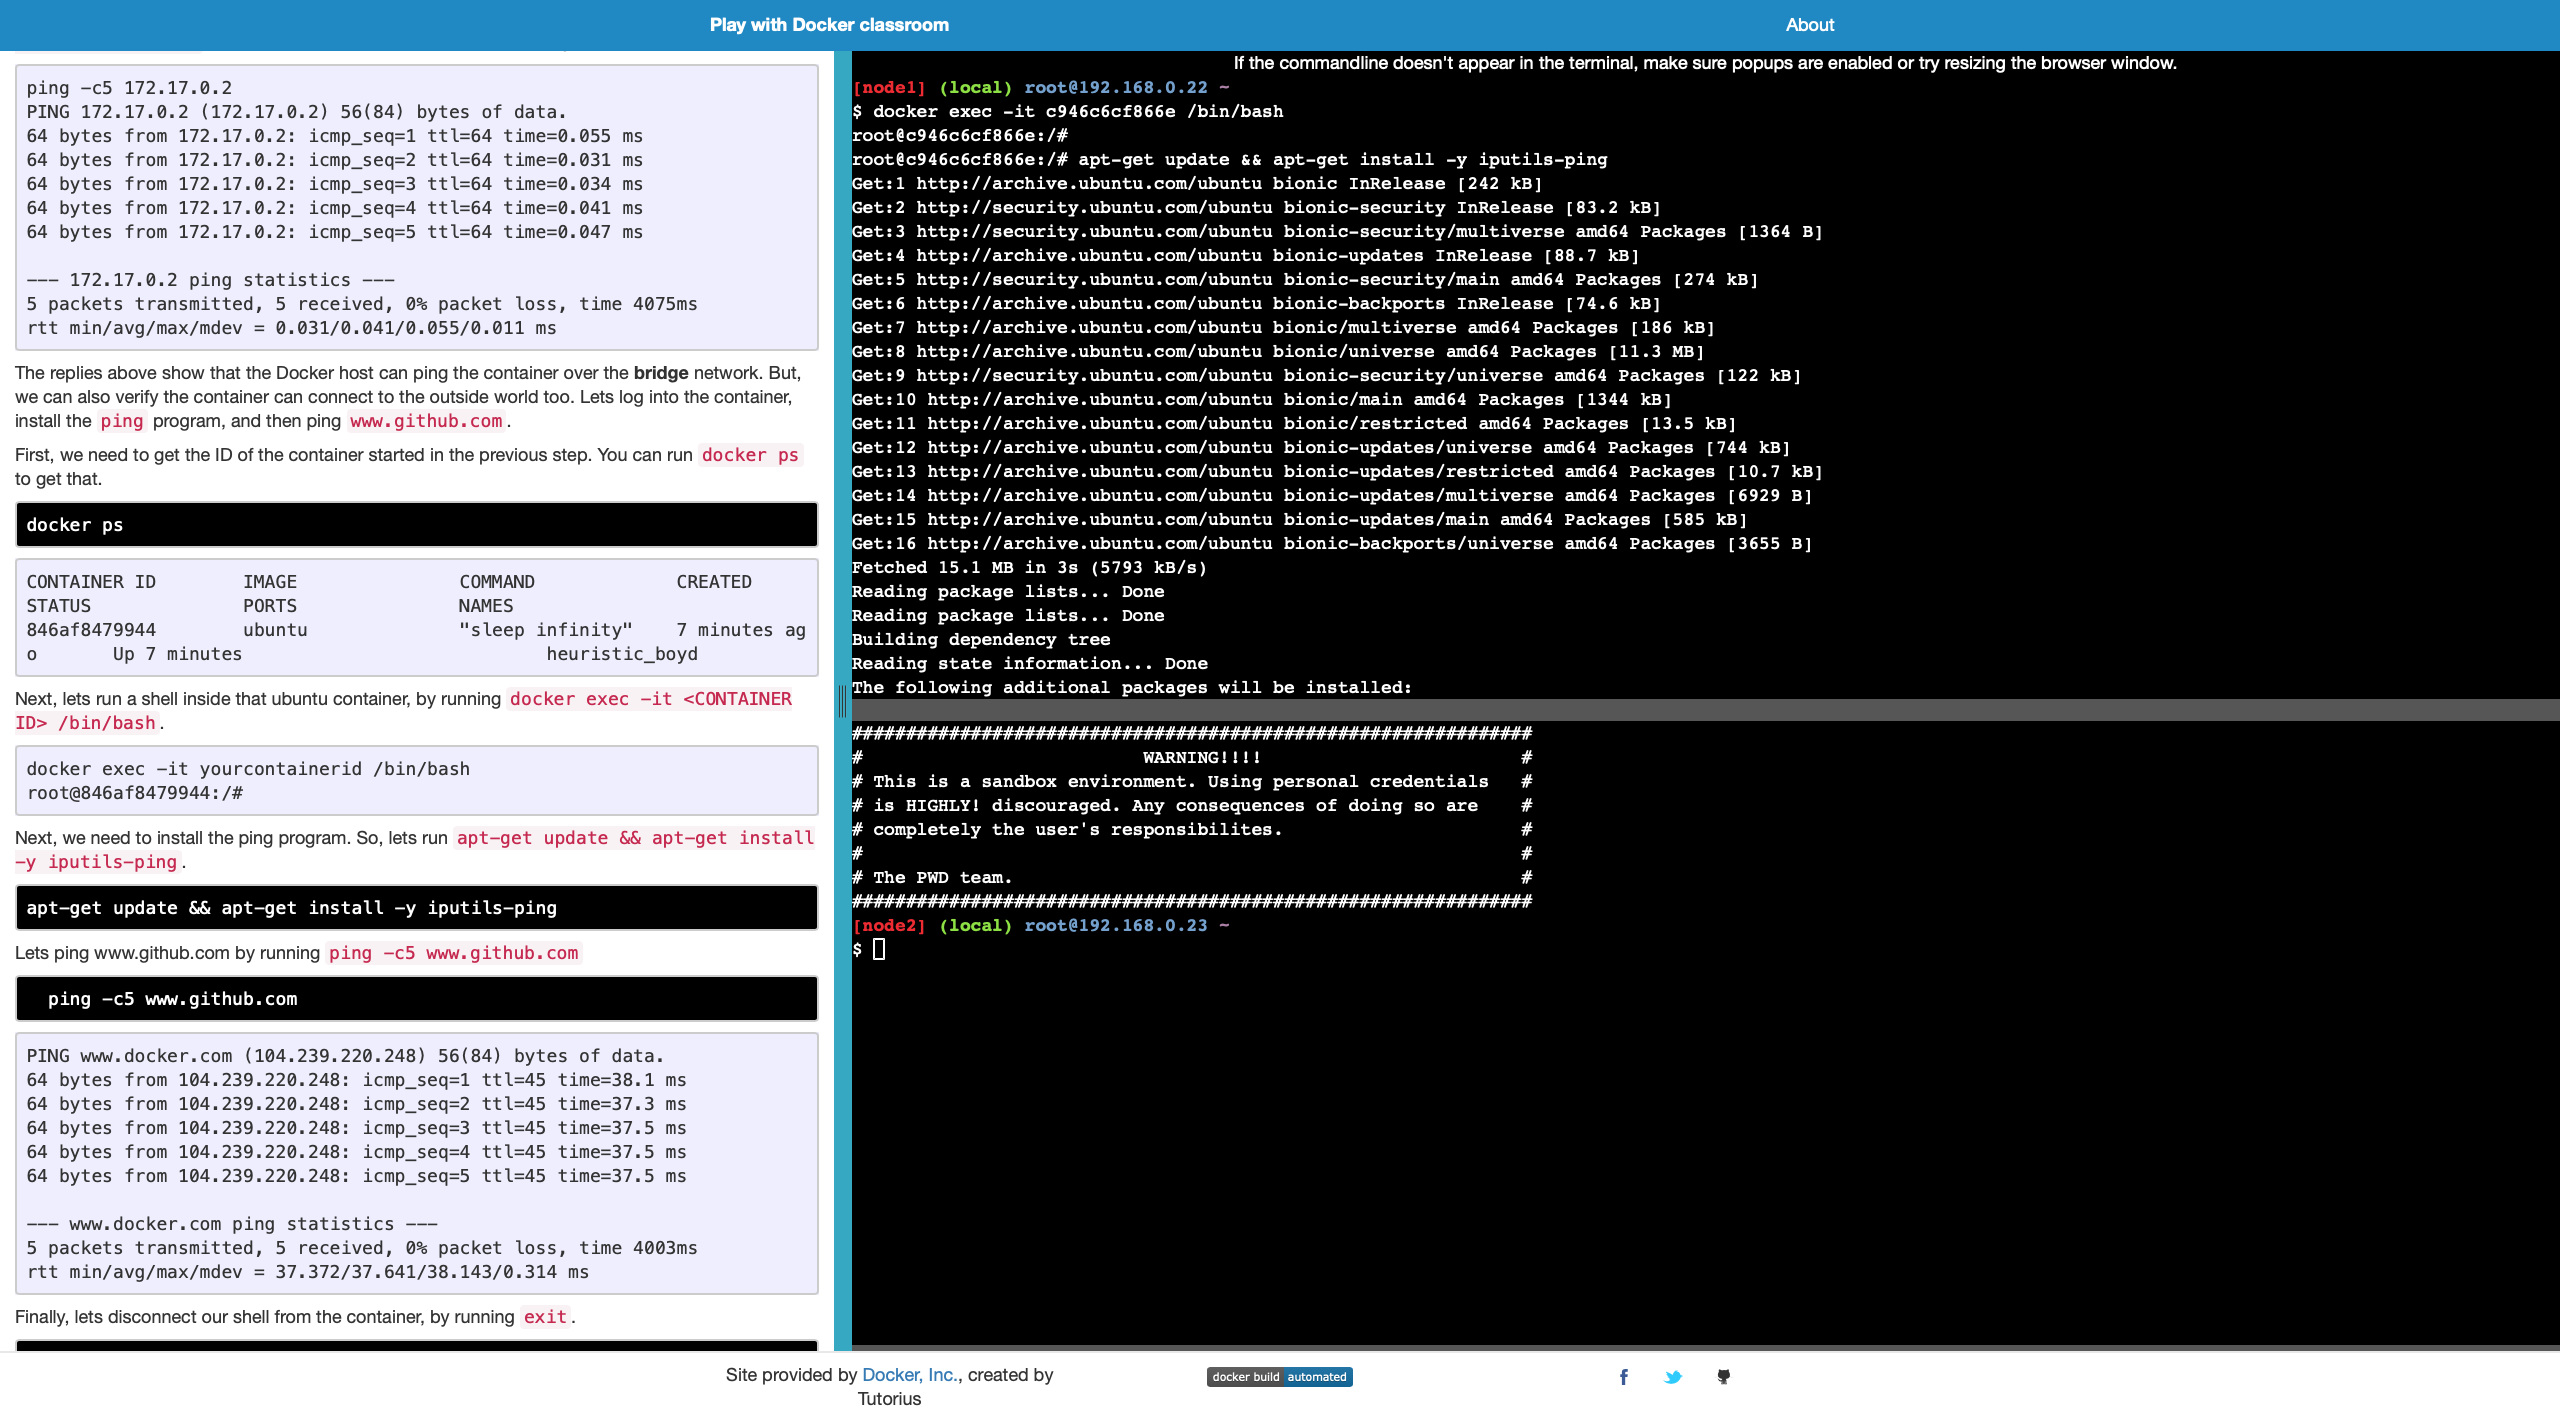 Play with Docker classroom
About
ping -c5 172.17.0.2
PING 172.17.0.2 (172.17.0.2) 56(84) bytes of data.
64 bytes from 172.17.0.2: icmp_seq=1 ttl=64 time=0.055 ms
64 bytes from 172.17.0.2: icmp_seq=2 ttl=64 time=0.031 ms
64 bytes from 172.17.0.2: icmp_seq=3 ttl=64 time=0.034 ms
64 bytes from 172.17.0.2: icmp_seq=4 ttl=64 time=0.041 ms
64 bytes from 172.17.0.2: icmp_seq=5 ttl=64 time=0.047 ms
--- 172.17.0.2 ping statistics ---
5 packets transmitted, 5 received, 0% packet loss, time 4075ms
rtt min/avg/max/mdev = 0.031/0.041/0.055/0.011 ms
The replies above show that the Docker host can ping the container over the bridge network. But,
we can also verify the container can connect to the outside world too. Lets log into the container,
install the ping program, and then ping www.github.com.
First, we need to get the ID of the container started in the previous step. You can run docker ps
to get that.
docker ps
CONTAINER ID IMAGE COMMAND CREATED
STATUS PORTS NAMES
846af8479944 ubuntu "sleep infinity" 7 minutes ag
o Up 7 minutes heuristic_boyd
Next, lets run a shell inside that ubuntu container, by running docker exec -it <CONTAINER
ID> /bin/bash.
docker exec -it yourcontainerid /bin/bash
root@846af8479944:/#
Next, we need to install the ping program. So, lets run apt-get update && apt-get install
-y iputils-ping.
apt-get update && apt-get install -y iputils-ping
Lets ping www.github.com by running ping -c5 www.github.com
ping -c5 www.github.com
PING www.docker.com (104.239.220.248) 56(84) bytes of data.
64 bytes from 104.239.220.248: icmp_seq=1 ttl=45 time=38.1 ms
64 bytes from 104.239.220.248: icmp_seq=2 ttl=45 time=37.3 ms
64 bytes from 104.239.220.248: icmp_seq=3 ttl=45 time=37.5 ms
64 bytes from 104.239.220.248: icmp_seq=4 ttl=45 time=37.5 ms
64 bytes from 104.239.220.248: icmp_seq=5 ttl=45 time=37.5 ms
--- www.docker.com ping statistics ---
5 packets transmitted, 5 received, 0% packet loss, time 4003ms
rtt min/avg/max/mdev = 37.372/37.641/38.143/0.314 ms
Finally, lets disconnect our shell from the container, by running exit.
If the commandline doesn't appear in the terminal, make sure popups are enabled or try resizing the browser window.
[node1] (local) root@192.168.0.22 ~
$ docker exec -it c946c6cf866e /bin/bash
root@c946c6cf866e:/#
root@c946c6cf866e:/# apt-get update && apt-get install -y iputils-ping
Get:1 http://archive.ubuntu.com/ubuntu bionic InRelease [242 kB]
Get:2 http://security.ubuntu.com/ubuntu bionic-security InRelease [83.2 kB]
Get:3 http://security.ubuntu.com/ubuntu bionic-security/multiverse amd64 Packages [1364 B]
Get:4 http://archive.ubuntu.com/ubuntu bionic-updates InRelease [88.7 kB]
Get:5 http://security.ubuntu.com/ubuntu bionic-security/main amd64 Packages [274 kB]
Get:6 http://archive.ubuntu.com/ubuntu bionic-backports InRelease [74.6 kB]
Get:7 http://archive.ubuntu.com/ubuntu bionic/multiverse amd64 Packages [186 kB]
Get:8 http://archive.ubuntu.com/ubuntu bionic/universe amd64 Packages [11.3 MB]
Get:9 http://security.ubuntu.com/ubuntu bionic-security/universe amd64 Packages [122 kB]
Get:10 http://archive.ubuntu.com/ubuntu bionic/main amd64 Packages [1344 kB]
Get:11 http://archive.ubuntu.com/ubuntu bionic/restricted amd64 Packages [13.5 kB]
Get:12 http://archive.ubuntu.com/ubuntu bionic-updates/universe amd64 Packages [744 kB]
Get:13 http://archive.ubuntu.com/ubuntu bionic-updates/restricted amd64 Packages [10.7 kB]
Get:14 http://archive.ubuntu.com/ubuntu bionic-updates/multiverse amd64 Packages [6929 B]
Get:15 http://archive.ubuntu.com/ubuntu bionic-updates/main amd64 Packages [585 kB]
Get:16 http://archive.ubuntu.com/ubuntu bionic-backports/universe amd64 Packages [3655 B]
Fetched 15.1 MB in 3s (5793 kB/s)
Reading package lists... Done
Reading package lists... Done
Building dependency tree
Reading state information... Done
The following additional packages will be installed:
###############################################################
# WARNING!!!! #
# This is a sandbox environment. Using personal credentials #
# is HIGHLY! discouraged. Any consequences of doing so are #
# completely the user's responsibilites. #
# #
# The PWD team. #
###############################################################
[node2] (local) root@192.168.0.23 ~
$
Site provided by Docker, Inc., created by
Tutorius
docker build automated